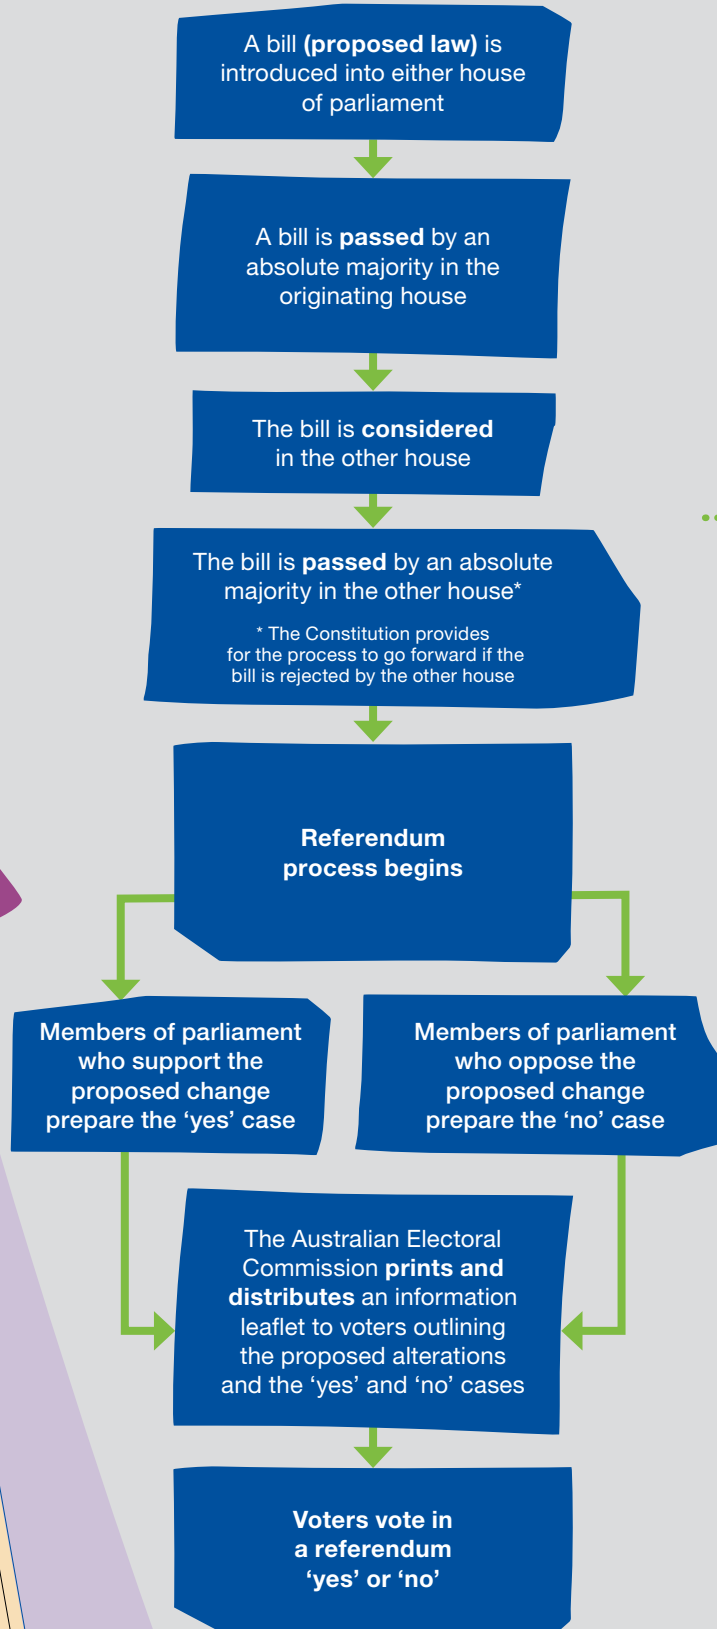 A bill (proposed law) is
introduced into either house
of parliament
A bill is passed by an
absolute majority in the
originating house
The bill is considered
in the other house
The bill is passed by an absolute
majority in the other house*
* The Constitution provides
for the process to go forward if the
bill is rejected by the other house
Referendum
process begins
Members of parliament
who support the
proposed change
prepare the ‘yes’ case
Members of parliament
who oppose the
proposed change
prepare the ‘no’ case
The Australian Electoral
Commission prints and
distributes an information
leaflet to voters outlining
the proposed alterations
and the ‘yes’ and ‘no’ cases
Voters vote in
a referendum
‘yes’ or ‘no’